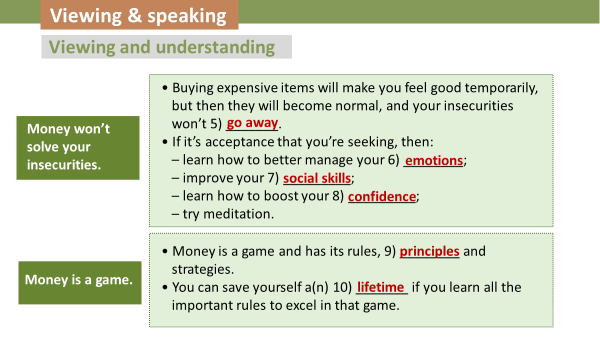 Viewing & speaking
Viewing and understanding
Money won't
solve your
insecurities.
• Buying expensive items will make you feel good temporarily,
but then they will become normal, and your insecurities
won't 5) go away.
• If it's acceptance that you're seeking, then:
– learn how to better manage your 6) emotions;
– improve your 7) social skills;
– learn how to boost your 8) confidence;
– try meditation.
Money is a game.
• Money is a game and has its rules, 9) principles and
strategies.
• You can save yourself a(n) 10) lifetime if you learn all the
important rules to excel in that game.